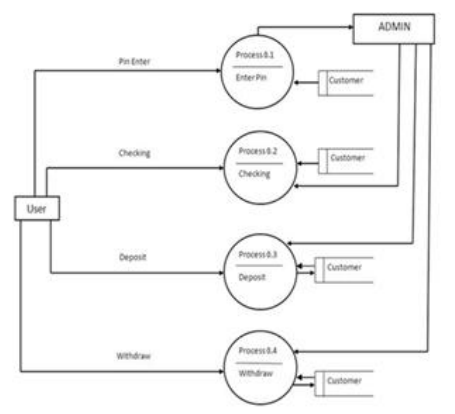 ADMIN
Process 0.1
Enter Pin
Pin Enter
Customer
Process 0.2
Checking
Checking
Customer
User
Process 0.3
Deposit
Deposit
Customer
Process 0.4
Withdraw
Withdraw
Customer